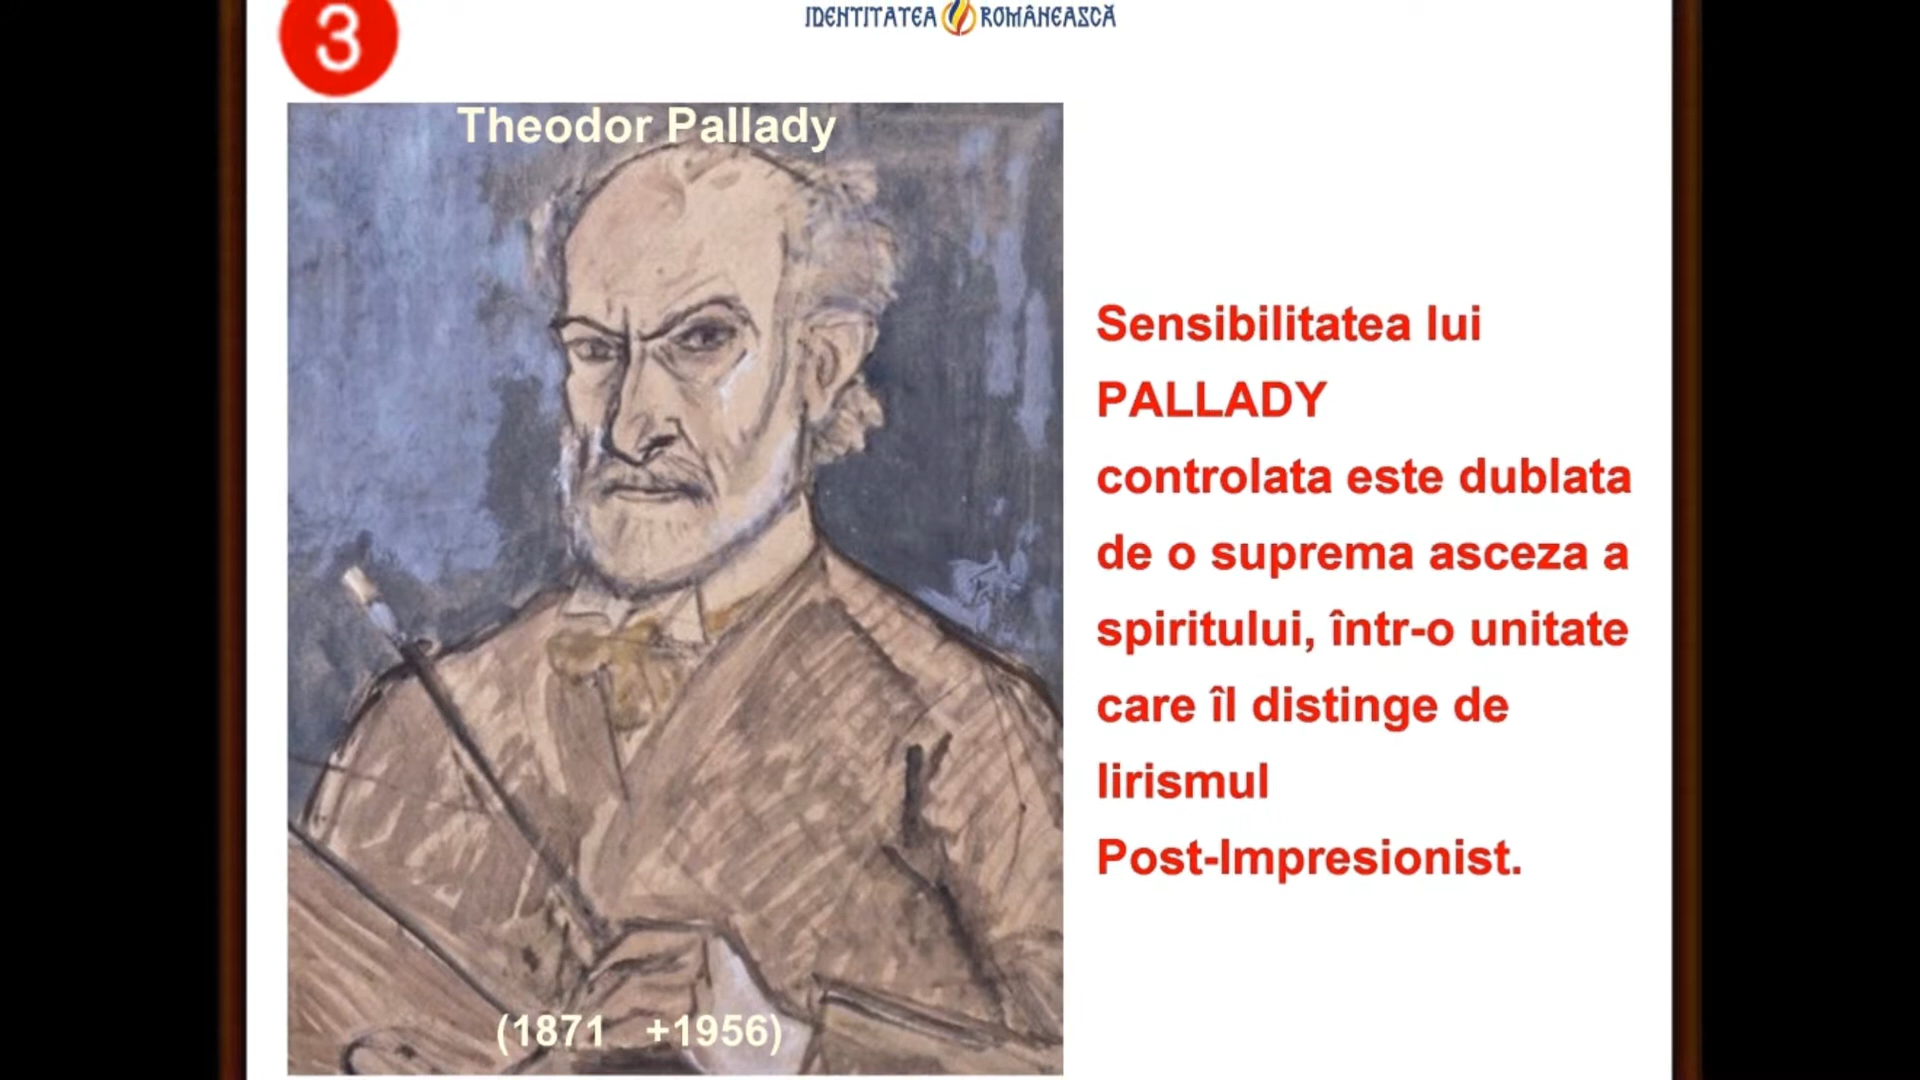 3
IDENTITATEA ROMÂNEASCĂ
Theodor Pallady
Sensibilitatea lui
PALLADY
controlata este dublata
de o suprema asceza a
spiritului, într-o unitate
care îl distinge de
lirismul
Post-Impresionist.
(1871 +1956)